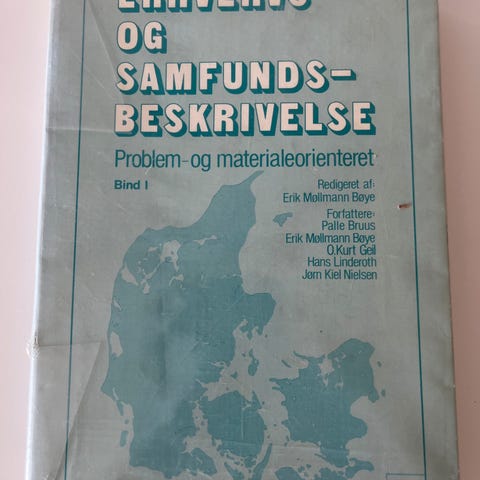 ERHVERVS
OG
SAMFUNDS-
BESKRIVELSE
Problem- og materialeorienteret
Bind I
Redigeret af:
Erik Møllmann Bøye
Forfattere:
Palle Bruus
Erik Møllmann Bøye
O.Kurt Geil
Hans Linderoth
Jørn Kiel Nielsen